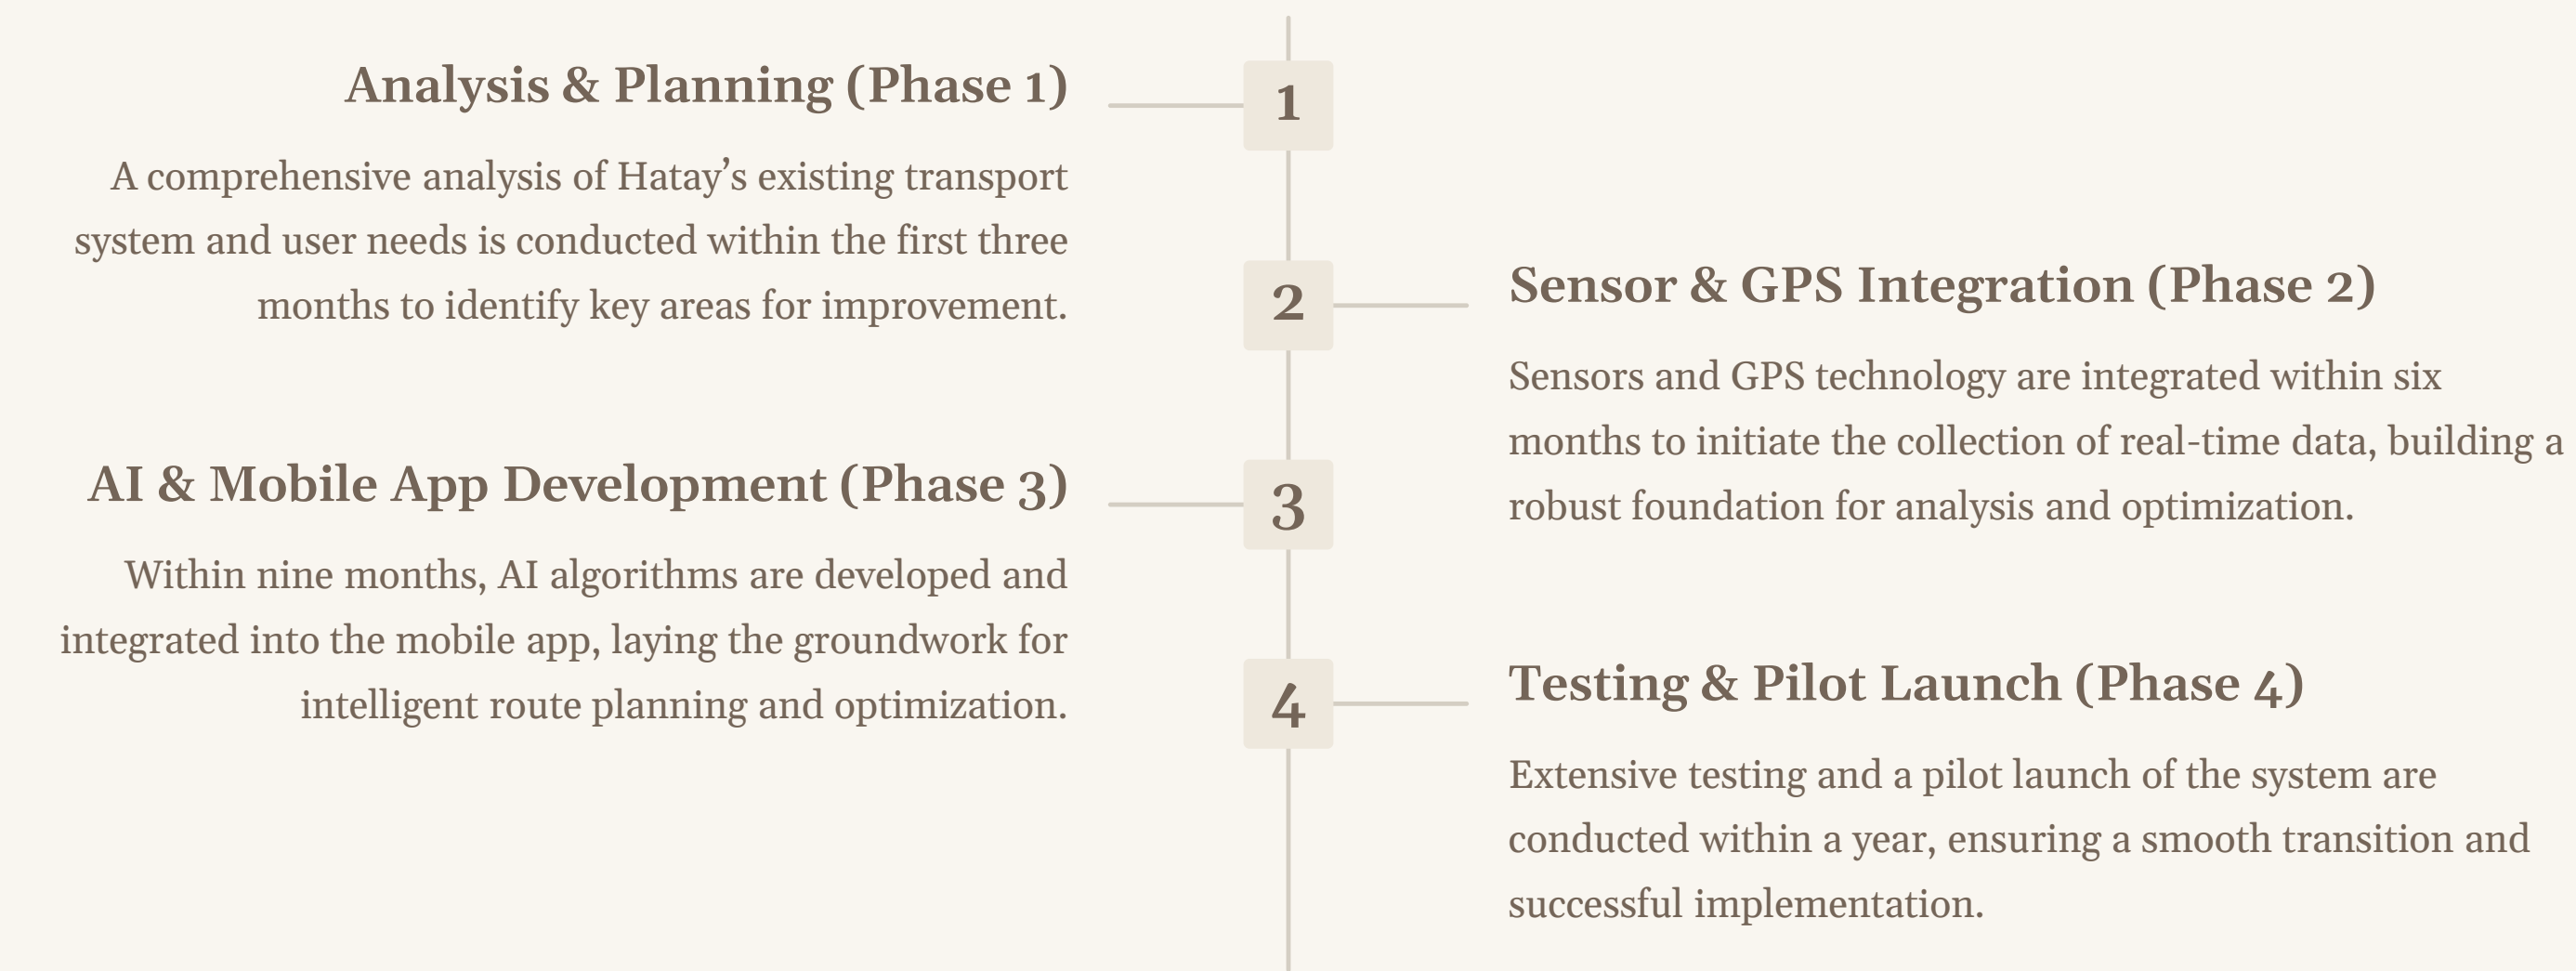 Analysis & Planning (Phase 1)
1
A comprehensive analysis of Hatay’s existing transport
system and user needs is conducted within the first three
months to identify key areas for improvement.
2
Sensor & GPS Integration (Phase 2)
Sensors and GPS technology are integrated within six
months to initiate the collection of real-time data, building a
robust foundation for analysis and optimization.
AI & Mobile App Development (Phase 3)
3
Within nine months, AI algorithms are developed and
integrated into the mobile app, laying the groundwork for
intelligent route planning and optimization.
4
Testing & Pilot Launch (Phase 4)
Extensive testing and a pilot launch of the system are
conducted within a year, ensuring a smooth transition and
successful implementation.